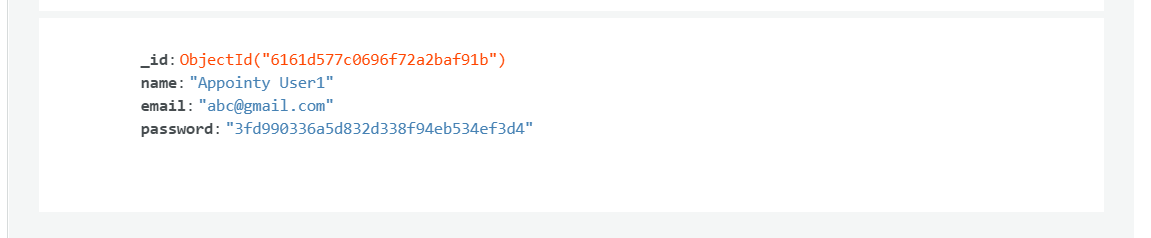 _id: ObjectId("6161d577c0696f72a2baf91b")
name: "Appointy User1"
email: "abc@gmail.com"
password: "3fd990336a5d832d338f94eb534ef3d4"